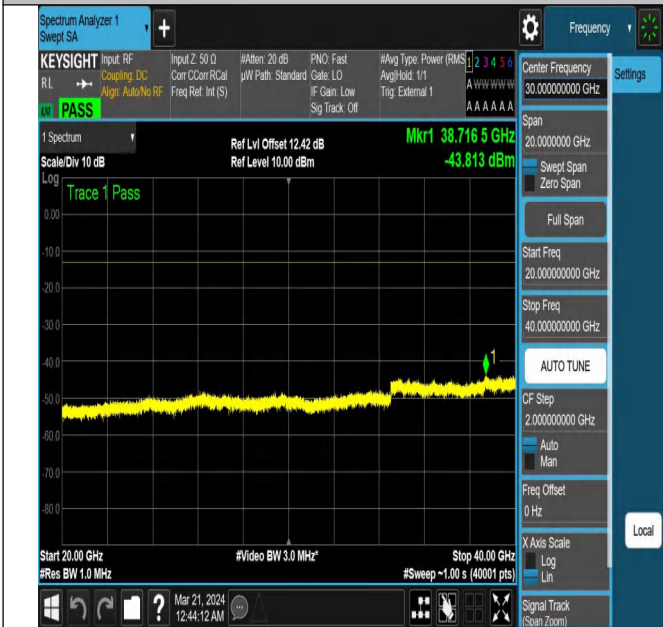 Spectrum Analyzer 1
Swept SA
+
Frequency
KEYSIGHT
RL
Input: RF
Coupling: DC
Align: Auto/No RF
Input Z: 50 Ω
Corr CCorr RCal
Freq Ref: Int (S)
#Atten: 20 dB
µW Path: Standard
PNO: Fast
Gate: LO
IF Gain: Low
Sig Track: Off
#Avg Type: Power (RMS
Avg|Hold: 1/1
Trig: External 1
1 2 3 4 5 6
A W W W W W
A A A A A A
PASS
1 Spectrum
Scale/Div 10 dB
Ref Lvl Offset 12.42 dB
Ref Level 10.00 dBm
Mkr1 38.716 5 GHz
-43.813 dBm
Log
Trace 1 Pass
0.00
-10.0
-20.0
-30.0
-40.0
-50.0
-60.0
-70.0
-80.0
1
Start 20.00 GHz
#Res BW 1.0 MHz
#Video BW 3.0 MHz*
Stop 40.00 GHz
#Sweep ~1.00 s (40001 pts)
Mar 21, 2024
12:44:12 AM
?
Center Frequency
30.000000000 GHz
Settings
Span
20.0000000 GHz
Swept Span
Zero Span
Full Span
Start Freq
20.000000000 GHz
Stop Freq
40.000000000 GHz
AUTO TUNE
CF Step
2.000000000 GHz
Auto
Man
Freq Offset
0 Hz
X Axis Scale
Log
Lin
Local
Signal Track
(Span Zoom)